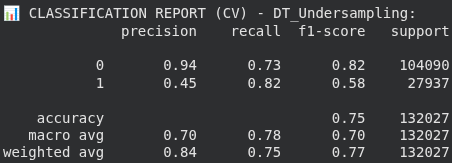 📊 CLASSIFICATION REPORT (CV) - DT_Undersampling:
precision recall f1-score support
0 0.94 0.73 0.82 104090
1 0.45 0.82 0.58 27937
accuracy 0.75 132027
macro avg 0.70 0.78 0.70 132027
weighted avg 0.84 0.75 0.77 132027